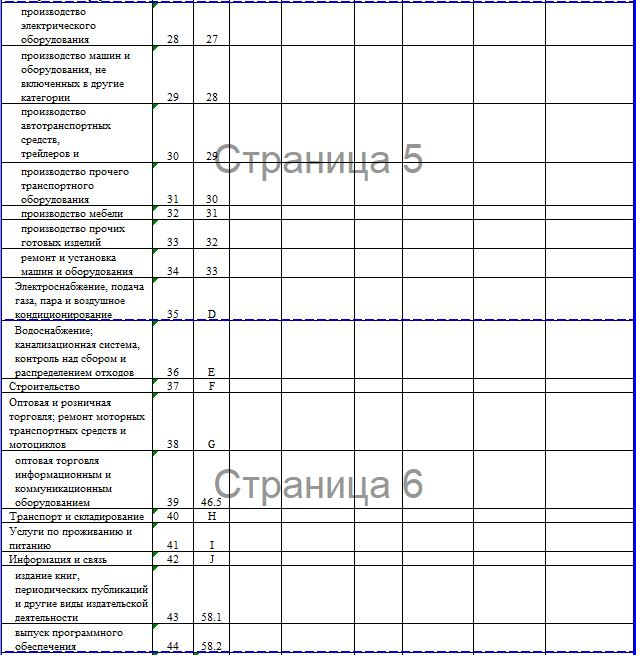 производство
электрического
оборудования 28 27
производство машин и
оборудования, не
включенных в другие
категории 29 28
производство
автотранспортных
средств,
трейлеров и 30 29
Страница 5
производство прочего
транспортного
оборудования 31 30
производство мебели 32 31
производство прочих
готовых изделий 33 32
ремонт и установка
машин и оборудования 34 33
Электроснабжение, подача
газа, пара и воздушное
кондиционирование 35 D
Водоснабжение;
канализационная система,
контроль над сбором и
распределением отходов 36 E
Строительство 37 F
Оптовая и розничная
торговля; ремонт моторных
транспортных средств и
мотоциклов 38 G
оптовая торговля
информационным и
коммуникационным
оборудованием 39 46.5
Страница 6
Транспорт и складирование 40 H
Услуги по проживанию и
питанию 41 I
Информация и связь 42 J
издание книг,
периодических публикаций
и другие виды издательской
деятельности 43 58.1
выпуск программного
обеспечения 44 58.2